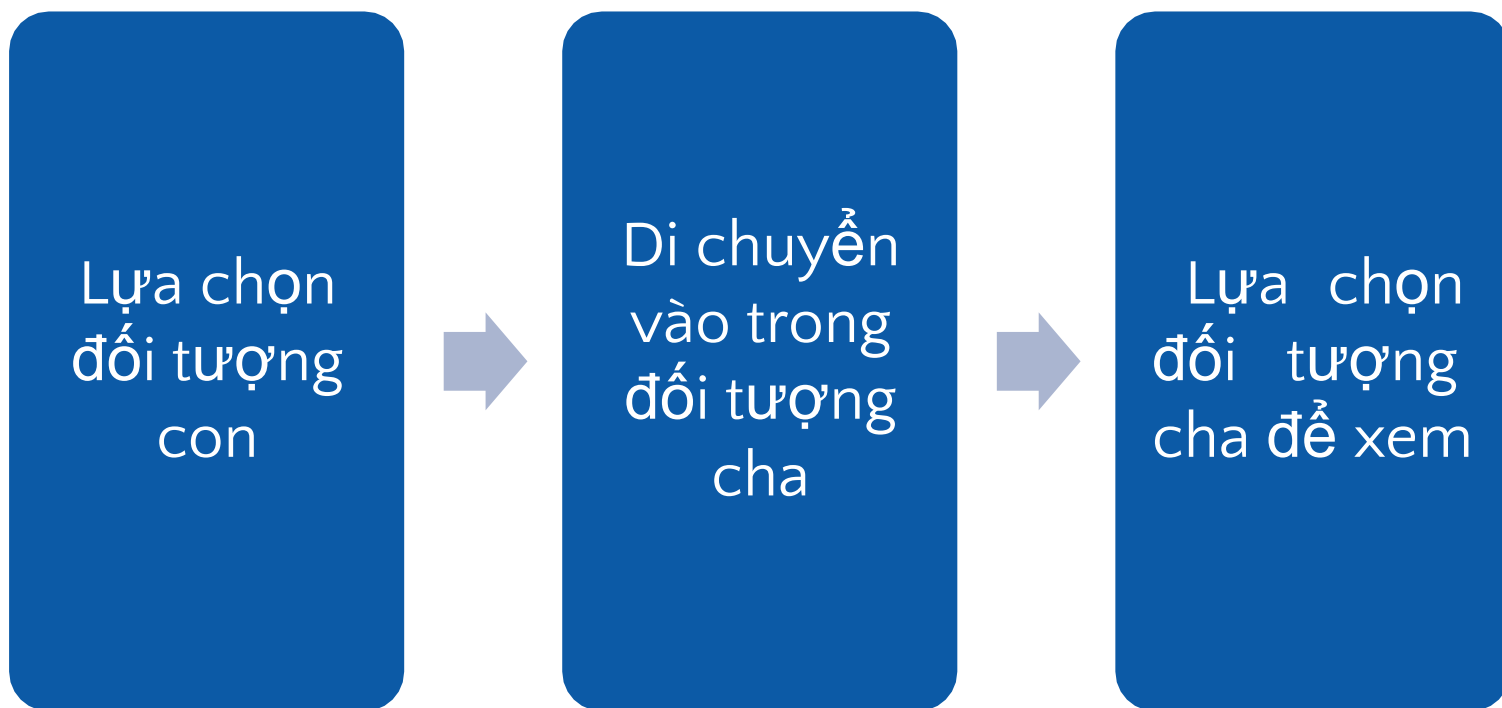 Lựa chọn
đối tượng
con
Di chuyển
vào trong
đối tượng
cha
Lựa chọn
đối tượng
cha để xem